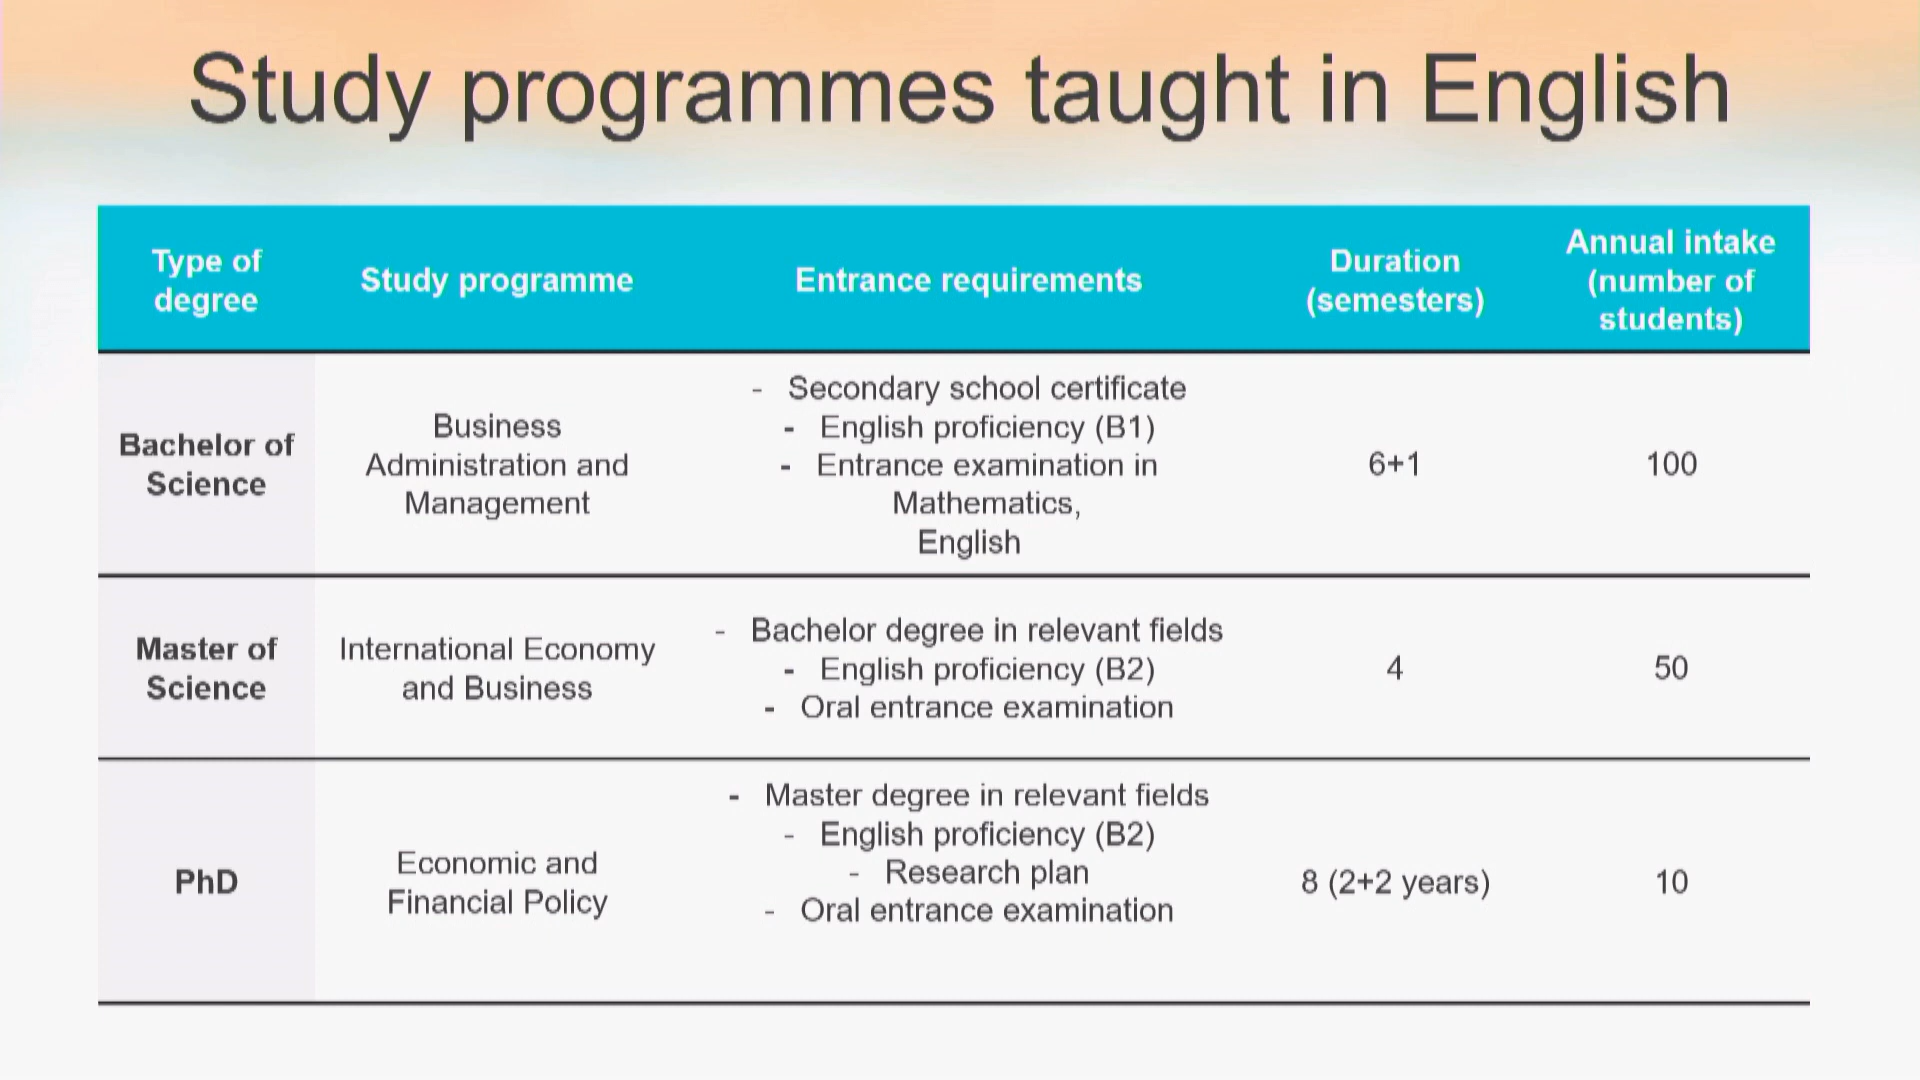 Study programmes taught in English
Type of
degree
Study programme
Entrance requirements
Duration
(semesters)
Annual intake
(number of
students)
Bachelor of
Science
Business
Administration and
Management
- Secondary school certificate
- English proficiency (B1)
- Entrance examination in
Mathematics,
English
6+1
100
Master of
Science
International Economy
and Business
- Bachelor degree in relevant fields
- English proficiency (B2)
- Oral entrance examination
4
50
PhD
Economic and
Financial Policy
- Master degree in relevant fields
- English proficiency (B2)
- Research plan
- Oral entrance examination
8 (2+2 years)
10